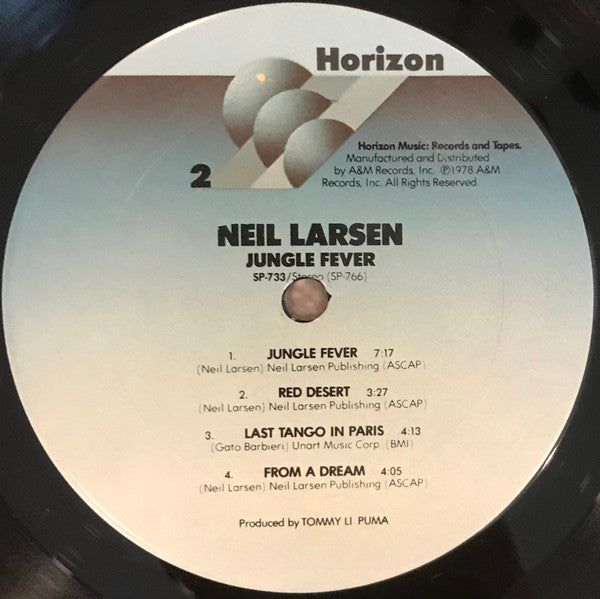 Horizon
2
Horizon Music: Records and Tapes.
Manufactured and Distributed
by A&M Records, Inc. ℗1978 A&M
Records, Inc. All Rights Reserved.
NEIL LARSEN
JUNGLE FEVER
SP-733/Stereo (SP-766)
1. JUNGLE FEVER 7:17
(Neil Larsen) Neil Larsen Publishing (ASCAP)
2. RED DESERT 3:27
(Neil Larsen) Neil Larsen Publishing (ASCAP)
3. LAST TANGO IN PARIS 4:13
(Gato Barbieri) Unart Music Corp. (BMI)
4. FROM A DREAM 4:05
(Neil Larsen) Neil Larsen Publishing (ASCAP)
Produced by TOMMY LI PUMA